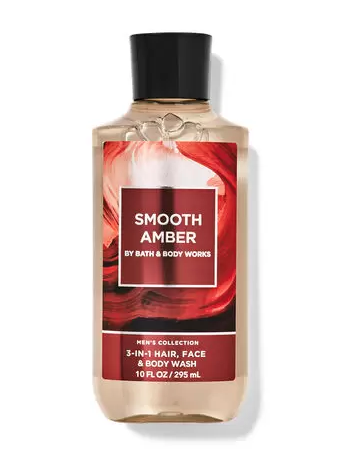 SMOOTH
AMBER
BY BATH & BODY WORKS
MEN'S COLLECTION
3-IN-1 HAIR, FACE
& BODY WASH
10 FL OZ / 295 mL